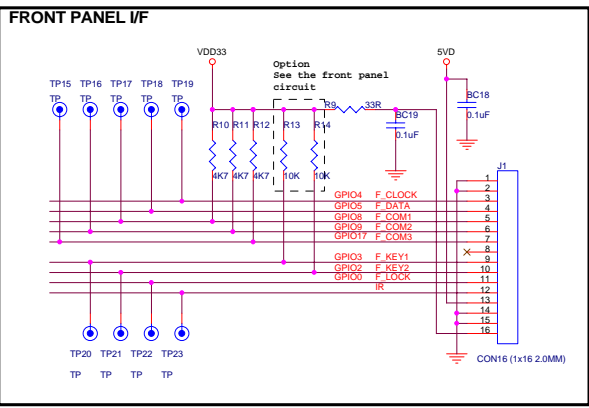 FRONT PANEL I/F
VDD33
5VD
Option
See the front panel
circuit
TP15 TP16 TP17 TP18 TP19
TP TP TP TP TP
R9 33R
BC18
0.1uF
BC19
0.1uF
R10 R11 R12 R13 R14
4K7 4K7 4K7 10K 10K
J1
1
2
GPIO4 F_CLOCK 3
GPIO5 F_DATA 4
GPIO8 F_COM1 5
GPIO9 F_COM2 6
GPIO17 F_COM3 7
8
GPIO3 F_KEY1 9
GPIO2 F_KEY2 10
GPIO0 F_LOCK 11
IR 12
13
14
15
16
TP20 TP21 TP22 TP23
TP TP TP TP
CON16 (1x16 2.0MM)